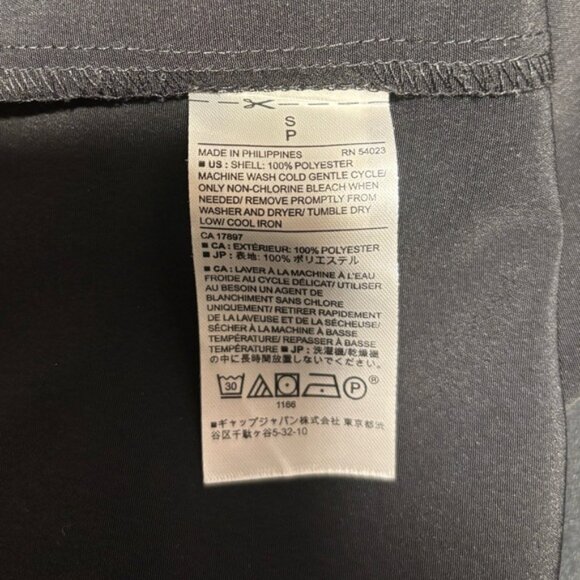 S
P
MADE IN PHILIPPINES RN 54023
■ US : SHELL: 100% POLYESTER
MACHINE WASH COLD GENTLE CYCLE/
ONLY NON-CHLORINE BLEACH WHEN
NEEDED/ REMOVE PROMPTLY FROM
WASHER AND DRYER/ TUMBLE DRY
LOW/ COOL IRON
CA 17897
■ CA : EXTÉRIEUR: 100% POLYESTER
■ JP : 表地: 100% ポリエステル
■ CA : LAVER À LA MACHINE À L'EAU
FROIDE AU CYCLE DÉLICAT/ UTILISER
AU BESOIN UN AGENT DE
BLANCHIMENT SANS CHLORE
UNIQUEMENT/ RETIRER RAPIDEMENT
DE LA LAVEUSE ET DE LA SÉCHEUSE/
SÉCHER À LA MACHINE À BASSE
TEMPÉRATURE/ REPASSER À BASSE
TEMPÉRATURE ■ JP : 洗濯機/乾燥機
の中に長時間放置しないでください。
30 P ®
1186
■ギャップジャパン株式会社 東京都渋
谷区千駄ヶ谷5-32-10